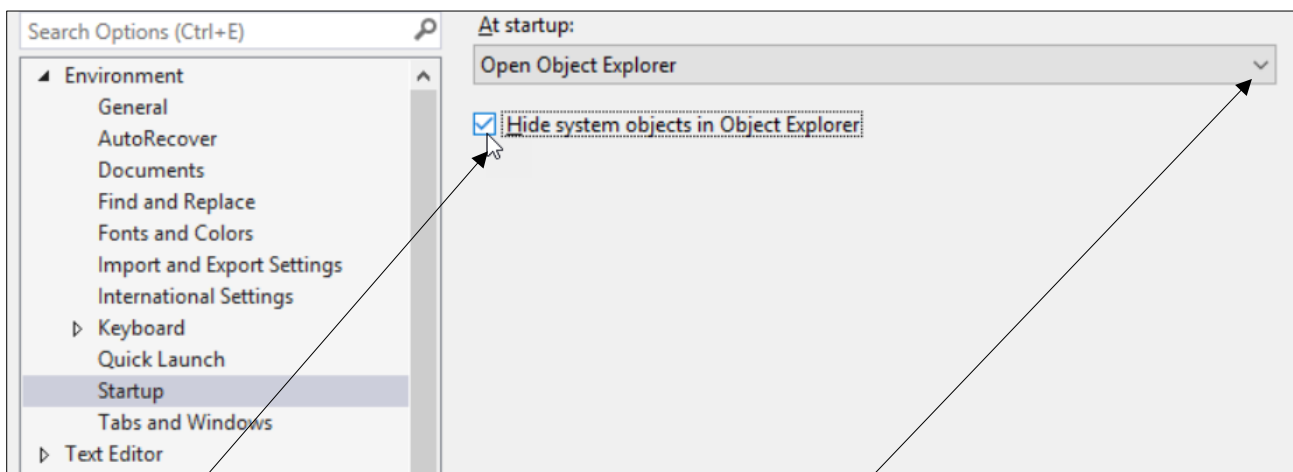 Search Options (Ctrl+E)
Environment
General
AutoRecover
Documents
Find and Replace
Fonts and Colors
Import and Export Settings
International Settings
Keyboard
Quick Launch
Startup
Tabs and Windows
Text Editor
At startup:
Open Object Explorer
Hide system objects in Object Explorer